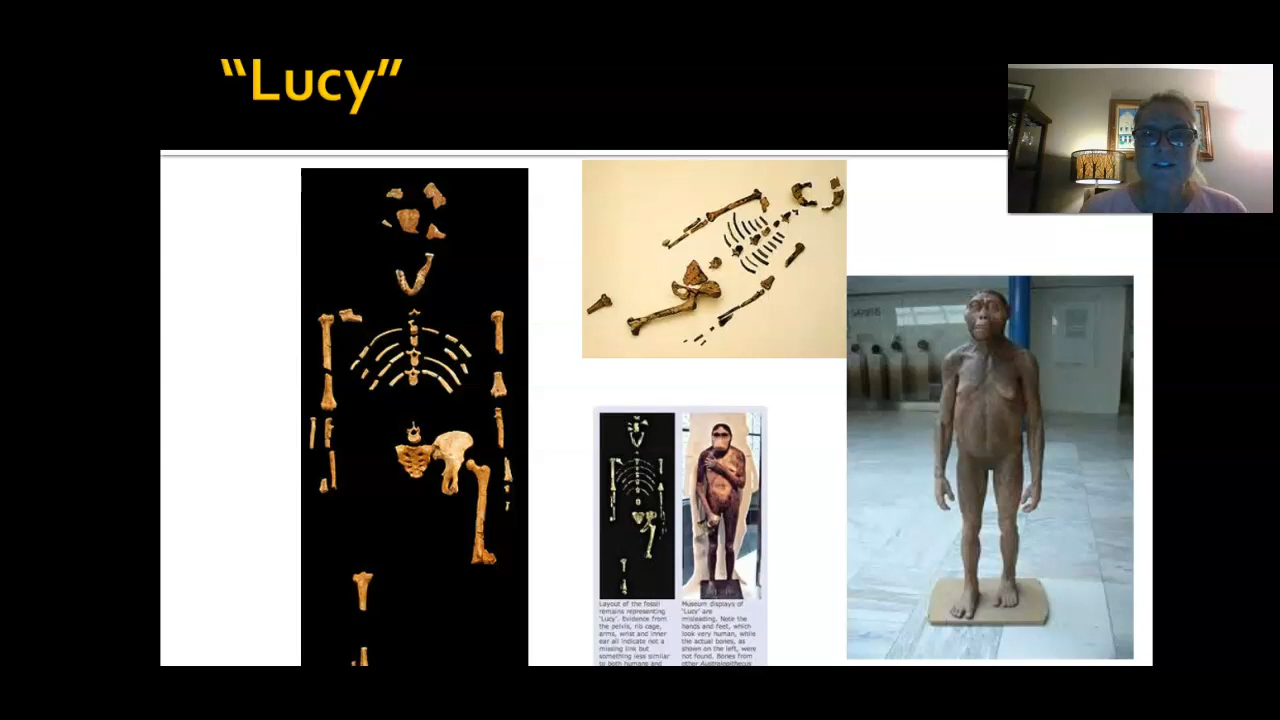 “Lucy”
Layout of the fossil
remains representing
'Lucy'. Evidence from
the pelvis, rib cage,
arms, wrist and inner
ear all indicate not a
missing link but
something less similar
to both humans and
Museum displays of
'Lucy' are
misleading. Note the
hands and feet, which
look very human, while
the actual bones, as
shown on the left, were
not found. Bones from
other Australopithecus